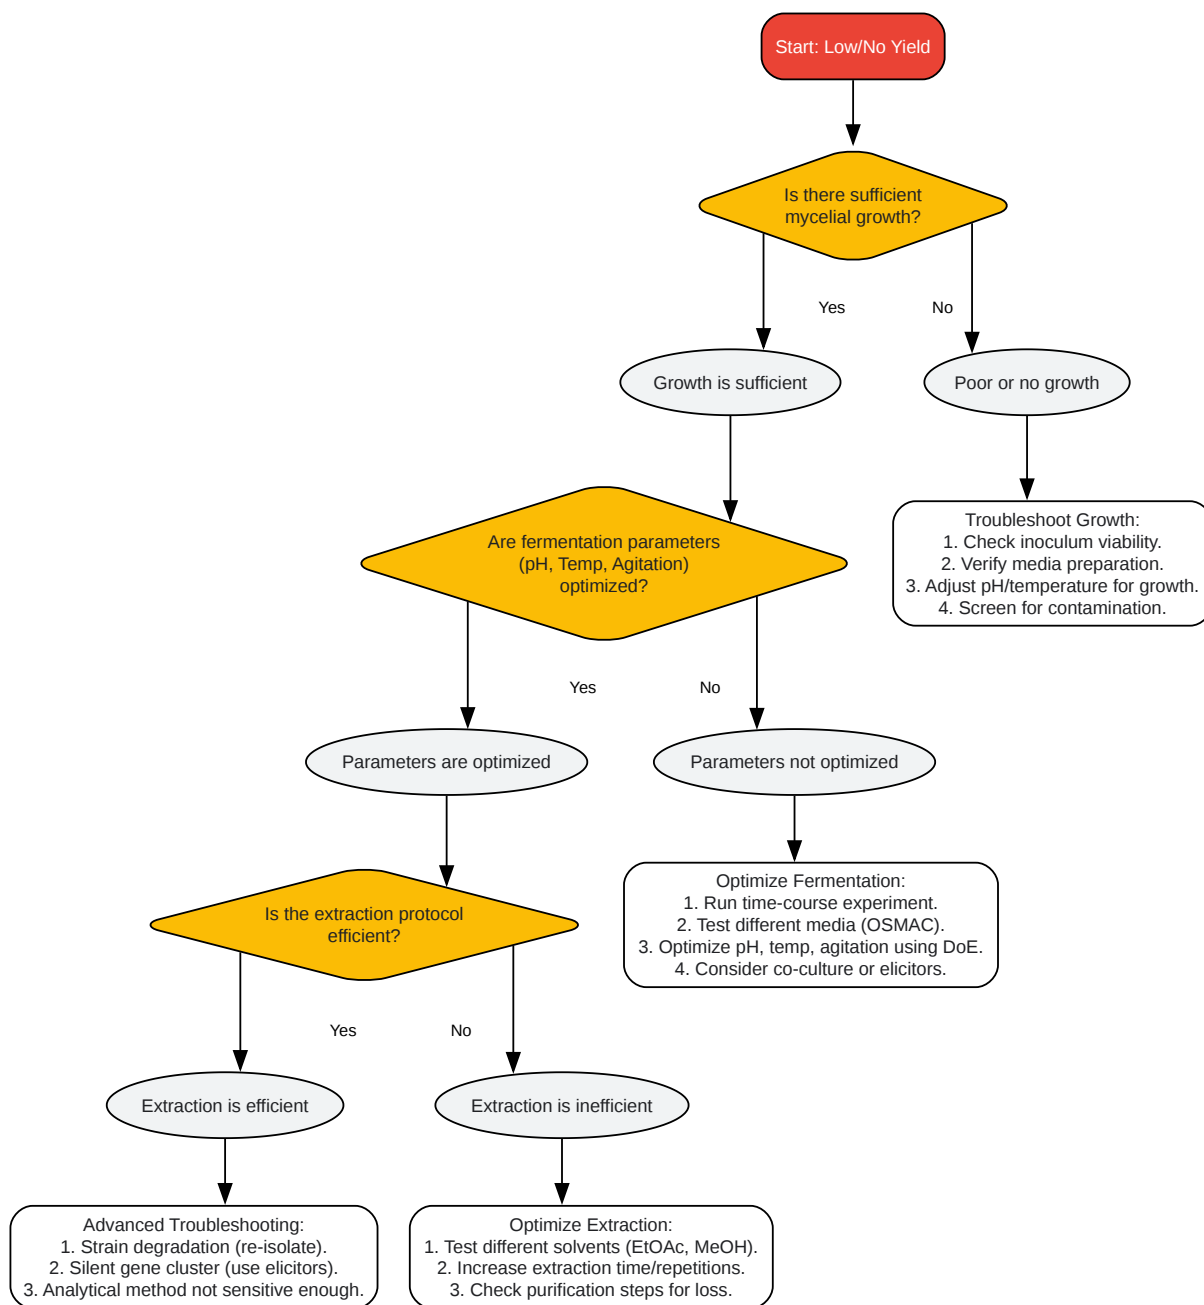 Start: Low/No Yield
Is there sufficient
mycelial growth?
Yes
No
Growth is sufficient
Poor or no growth
Are fermentation parameters
(pH, Temp, Agitation)
optimized?
Troubleshoot Growth:
1. Check inoculum viability.
2. Verify media preparation.
3. Adjust pH/temperature for growth.
4. Screen for contamination.
Yes
No
Parameters are optimized
Parameters not optimized
Is the extraction protocol
efficient?
Optimize Fermentation:
1. Run time-course experiment.
2. Test different media (OSMAC).
3. Optimize pH, temp, agitation using DoE.
4. Consider co-culture or elicitors.
Yes
No
Extraction is efficient
Extraction is inefficient
Advanced Troubleshooting:
1. Strain degradation (re-isolate).
2. Silent gene cluster (use elicitors).
3. Analytical method not sensitive enough.
Optimize Extraction:
1. Test different solvents (EtOAc, MeOH).
2. Increase extraction time/repetitions.
3. Check purification steps for loss.